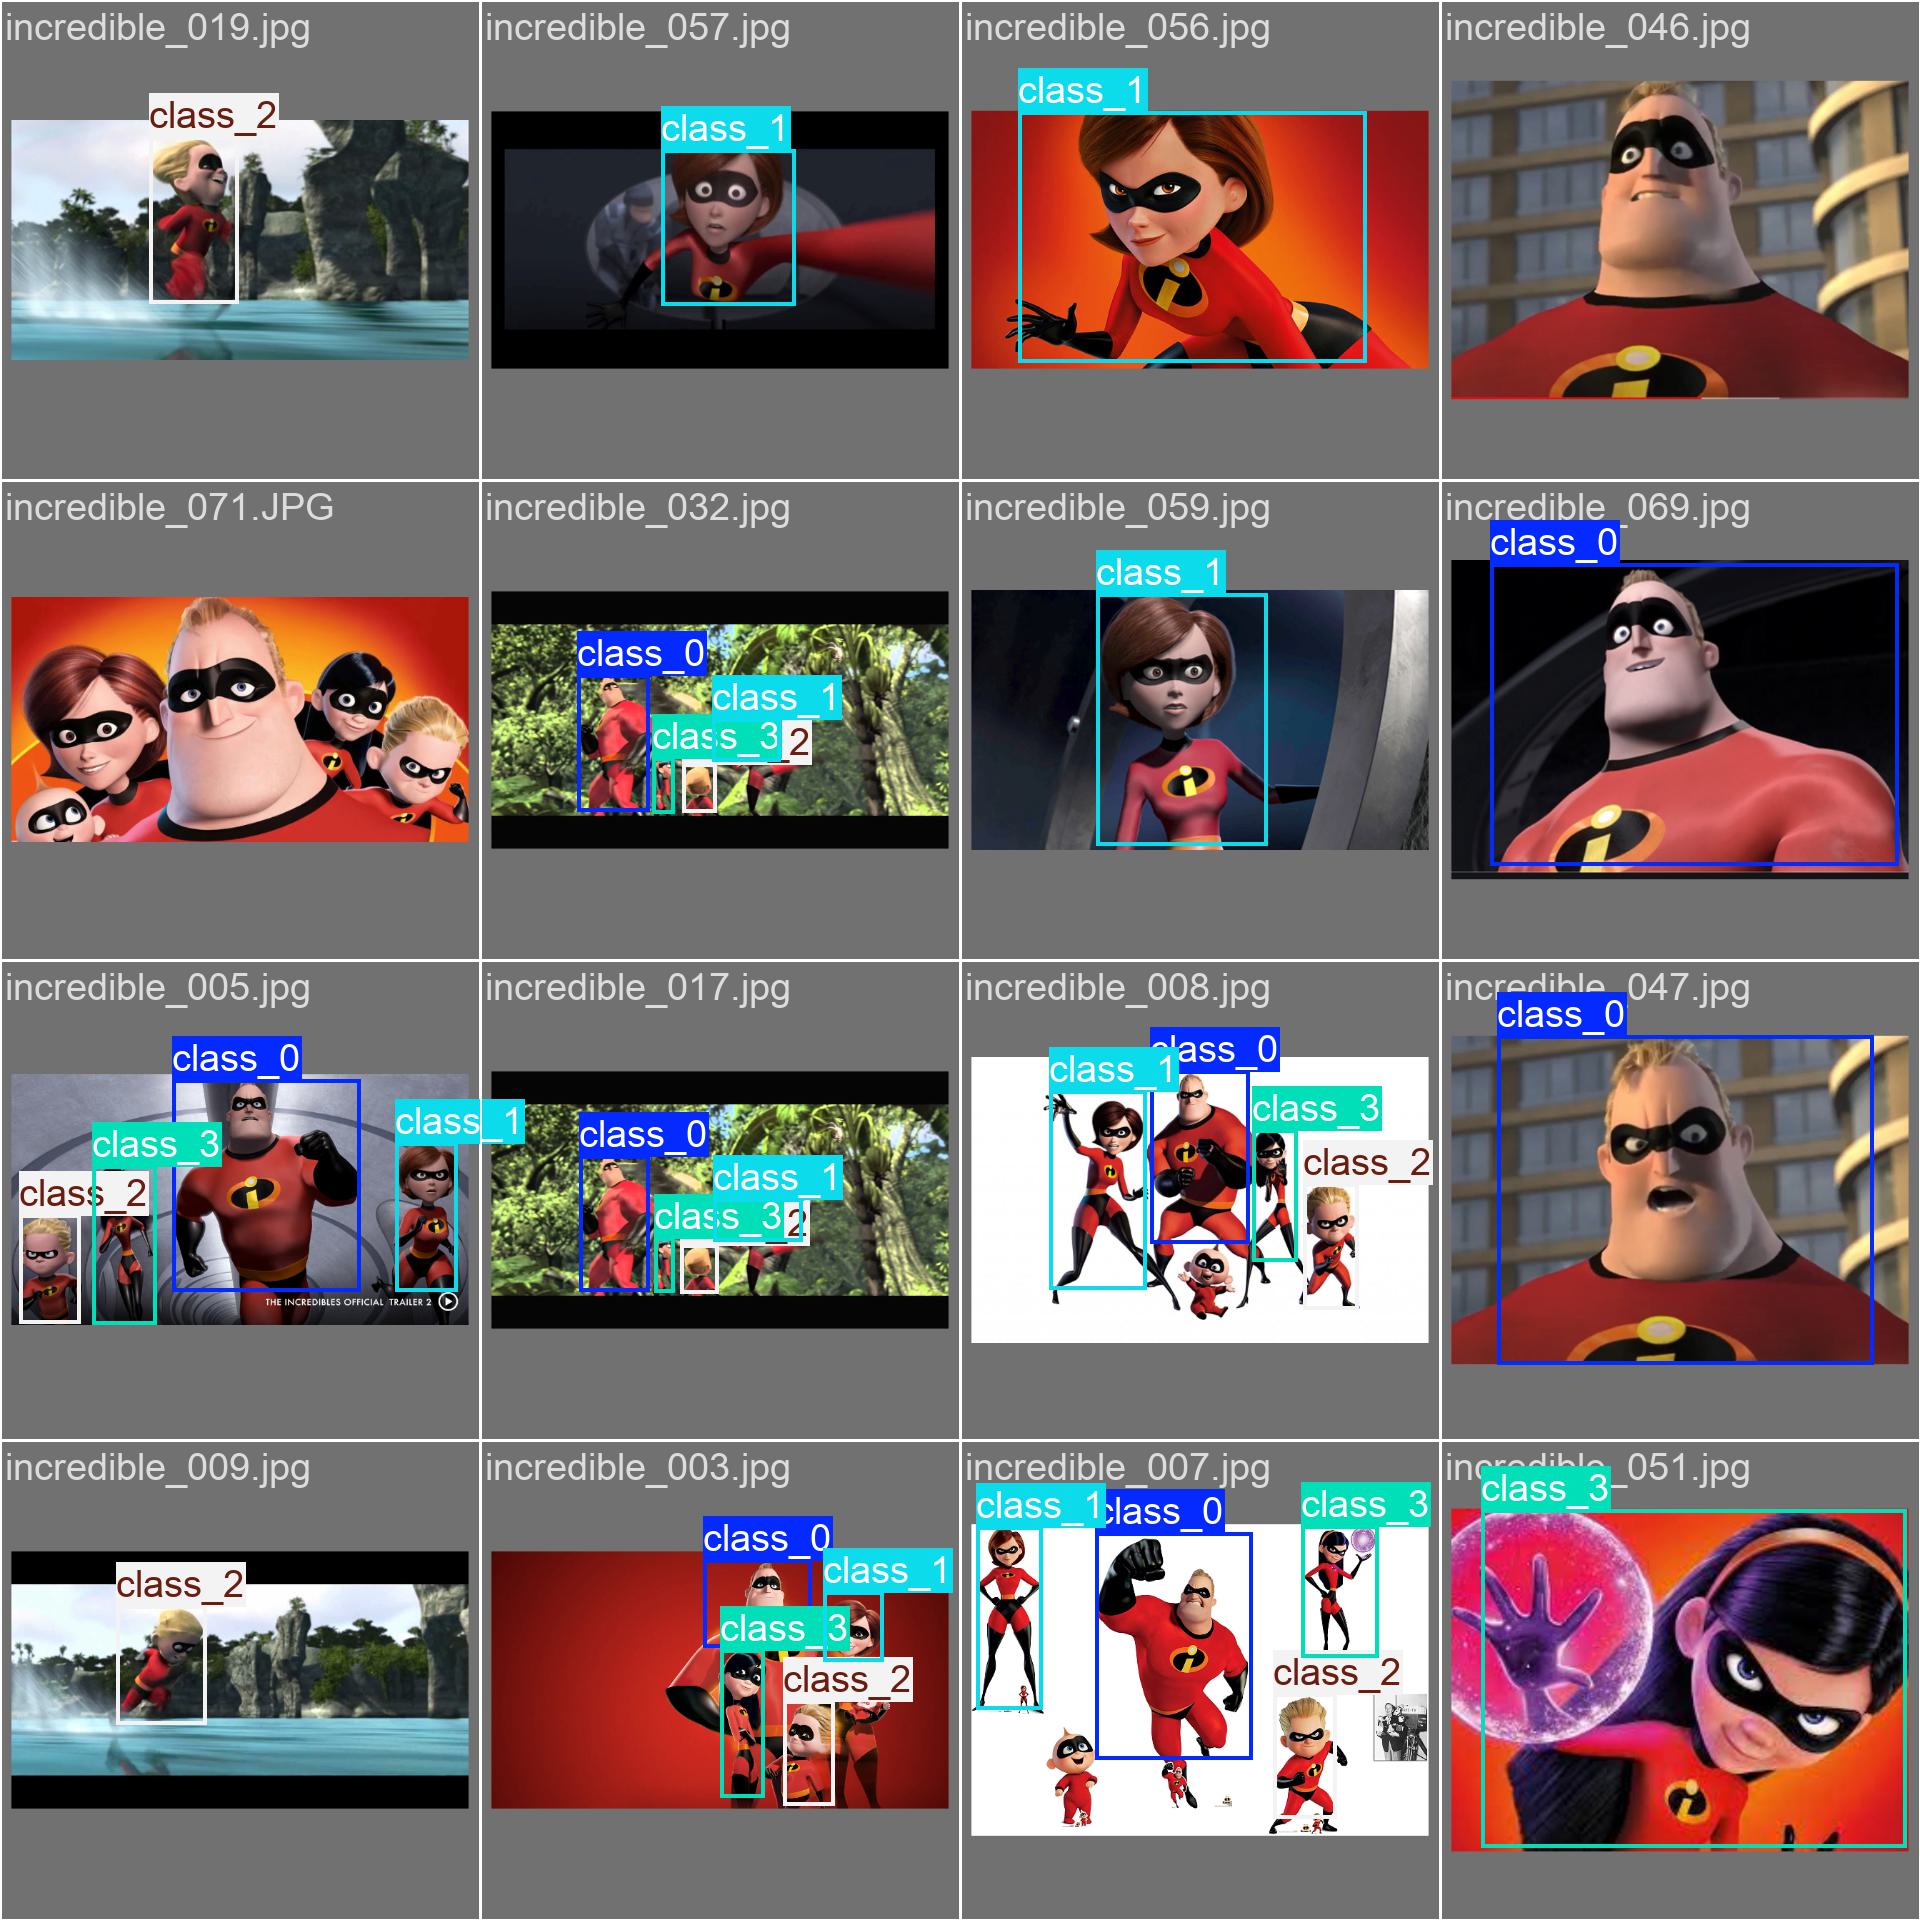 incredible_019.jpg
class_2
incredible_057.jpg
class_1
incredible_056.jpg
class_1
incredible_046.jpg
incredible_071.JPG
incredible_032.jpg
class_0
class_1
class_3
2
incredible_059.jpg
class_1
incredible_069.jpg
class_0
incredible_005.jpg
class_0
class_1
class_3
class_2
THE INCREDIBLES OFFICIAL TRAILER 2
incredible_017.jpg
class_0
class_1
class_3
2
incredible_008.jpg
class_0
class_1
class_3
class_2
incredible_047.jpg
class_0
incredible_009.jpg
class_2
incredible_003.jpg
class_0
class_1
class_3
class_2
incredible_007.jpg
class_1
class_0
class_3
class_2
incredible_051.jpg
class_3